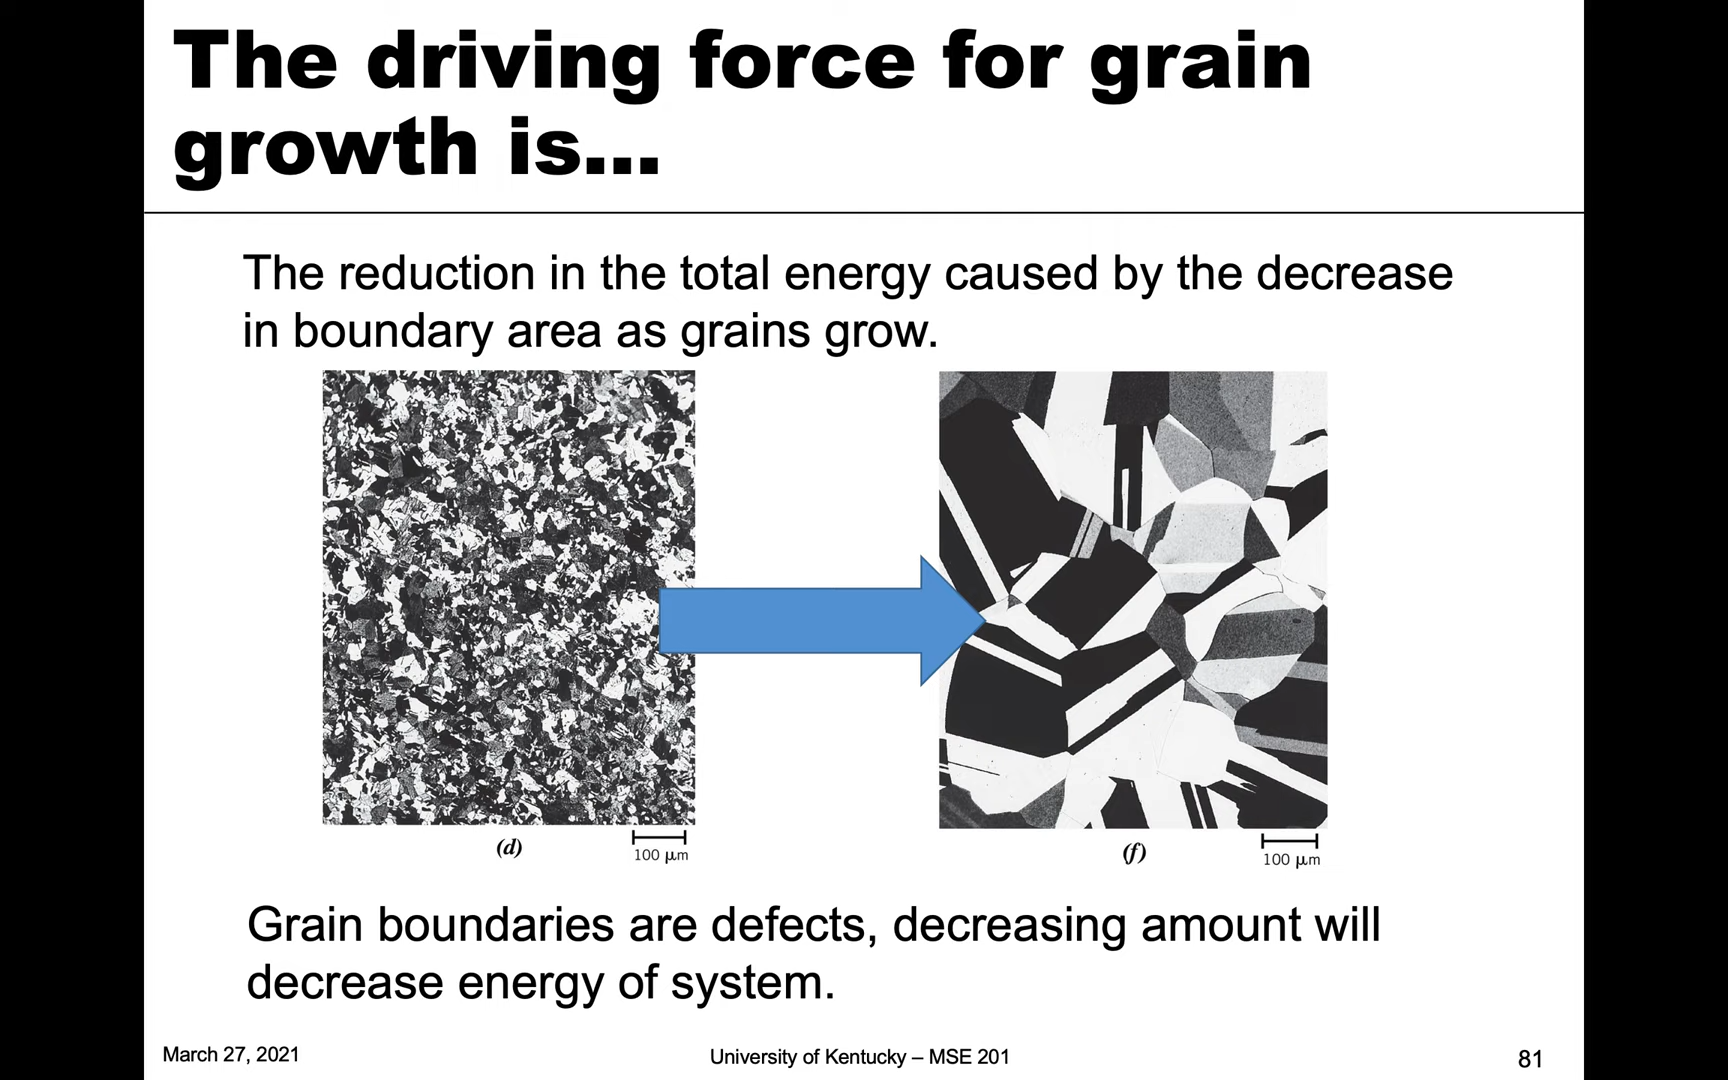 The driving force for grain
growth is...
The reduction in the total energy caused by the decrease
in boundary area as grains grow.
(d)
100 μm
(f)
100 μm
Grain boundaries are defects, decreasing amount will
decrease energy of system.
March 27, 2021
University of Kentucky – MSE 201
81